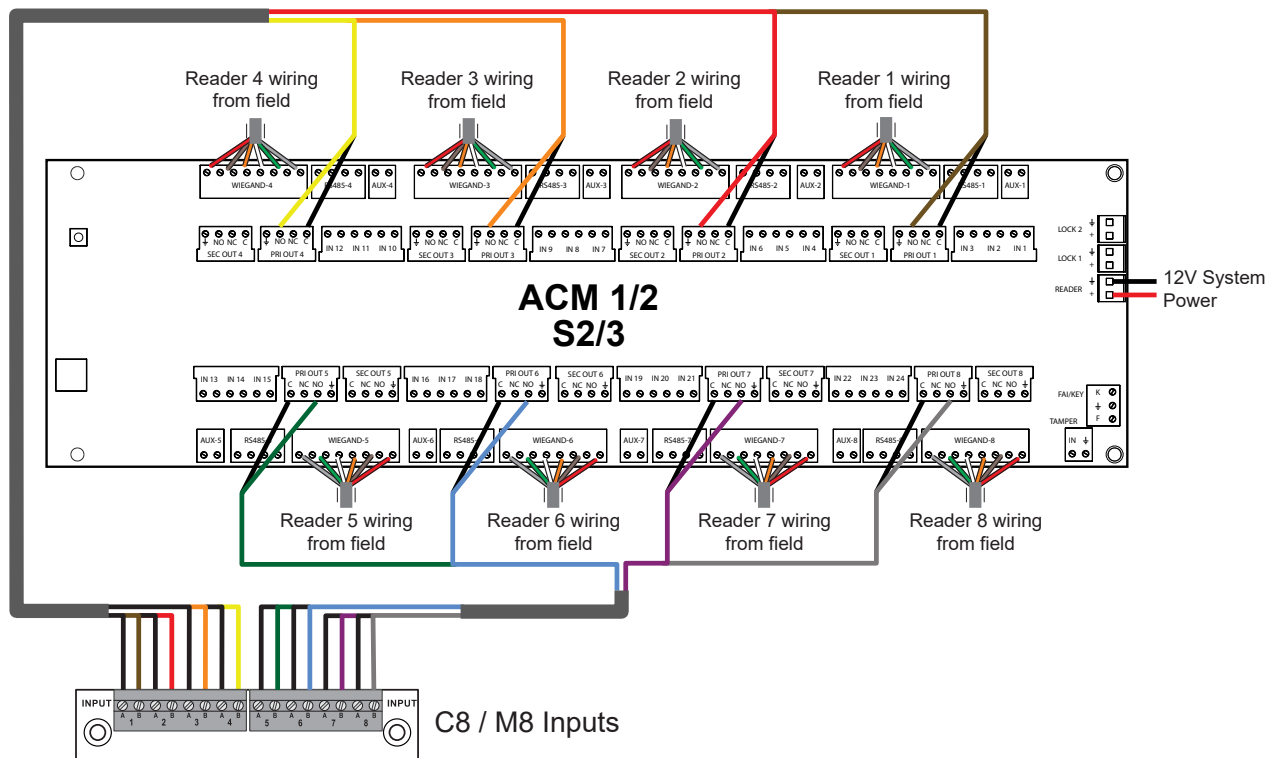 Reader 4 wiring
from field
Reader 3 wiring
from field
Reader 2 wiring
from field
Reader 1 wiring
from field
WIEGAND-4 RS485-4 AUX-4 WIEGAND-3 RS485-3 AUX-3 WIEGAND-2 RS485-2 AUX-2 WIEGAND-1 RS485-1 AUX-1
NO NC C NO NC C IN 12 IN 11 IN 10 NO NC C NO NC C IN 9 IN 8 IN 7 NO NC C NO NC C IN 6 IN 5 IN 4 NO NC C NO NC C IN 3 IN 2 IN 1
SEC OUT 4 PRI OUT 4 SEC OUT 3 PRI OUT 3 SEC OUT 2 PRI OUT 2 SEC OUT 1 PRI OUT 1
LOCK 2
+
LOCK 1
+
READER
+
12V System
Power
ACM 1/2
S2/3
IN 13 IN 14 IN 15 PRI OUT 5 SEC OUT 5 IN 16 IN 17 IN 18 PRI OUT 6 SEC OUT 6 IN 19 IN 20 IN 21 PRI OUT 7 SEC OUT 7 IN 22 IN 23 IN 24 PRI OUT 8 SEC OUT 8
C NC NO C NC NO C NC NO C NC NO C NC NO C NC NO C NC NO C NC NO
FAI/KEY K
F
TAMPER
IN
AUX-5 RS485- WIEGAND-5 AUX-6 RS485- WIEGAND-6 AUX-7 RS485-7 WIEGAND-7 AUX-8 RS485- WIEGAND-8
Reader 5 wiring
from field
Reader 6 wiring
from field
Reader 7 wiring
from field
Reader 8 wiring
from field
INPUT INPUT
A B A B A B A B A B A B A B A B
1 2 3 4 5 6 7 8
C8 / M8 Inputs